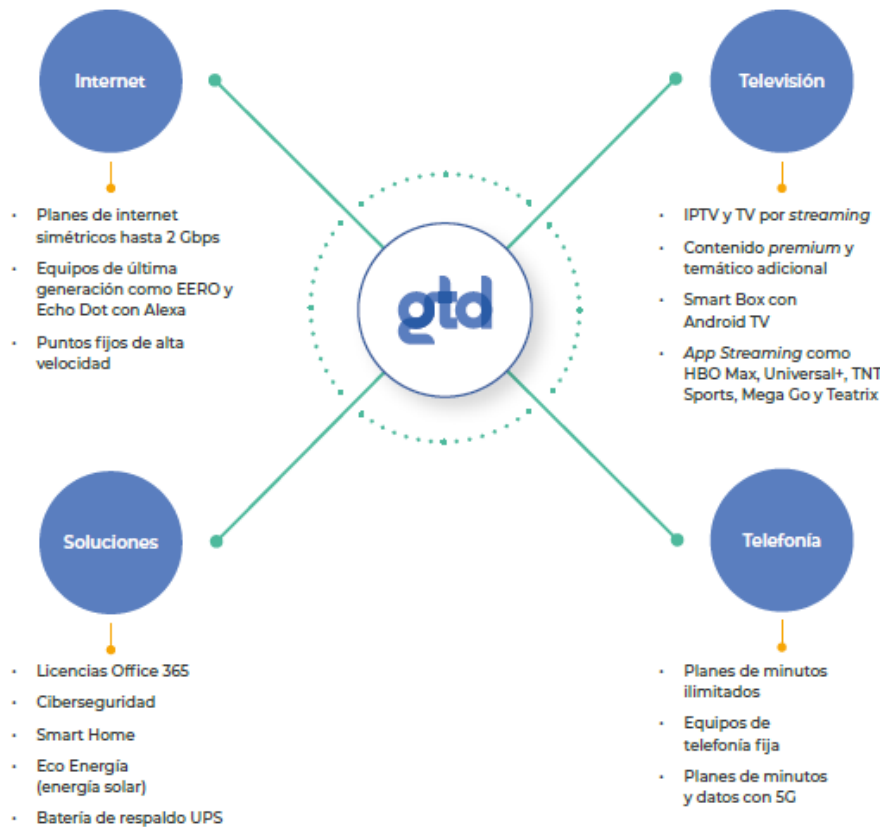 Internet
Planes de internet
simétricos hasta 2 Gbps
Equipos de última
generación como EERO y
Echo Dot con Alexa
Puntos fijos de alta
velocidad
Televisión
IPTV y TV por streaming
Contenido premium y
temático adicional
Smart Box con
Android TV
App Streaming como
HBO Max, Universal+, TNT
Sports, Mega Go y Teatrix
gtd
Soluciones
Licencias Office 365
Ciberseguridad
Smart Home
Eco Energía
(energía solar)
Batería de respaldo UPS
Telefonía
Planes de minutos
ilimitados
Equipos de
telefonía fija
Planes de minutos
y datos con 5G